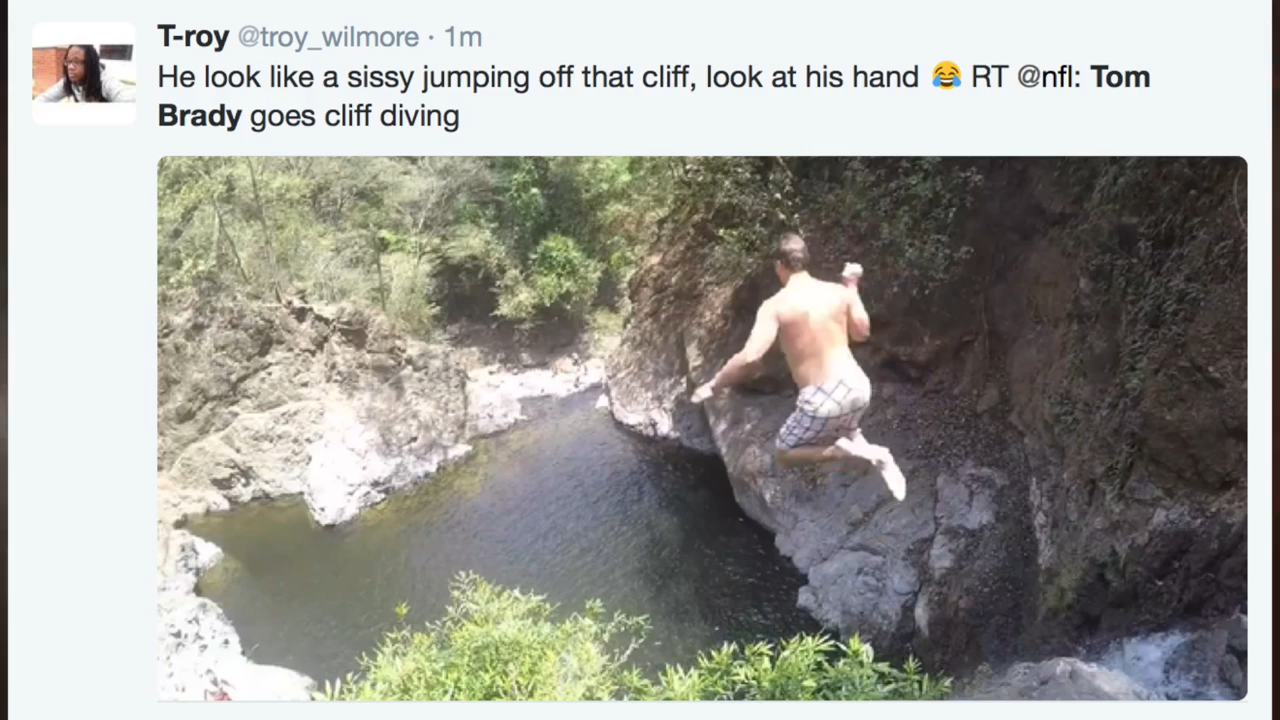 T-roy @troy_wilmore · 1m
He look like a sissy jumping off that cliff, look at his hand 😂 RT @nfl: Tom
Brady goes cliff diving